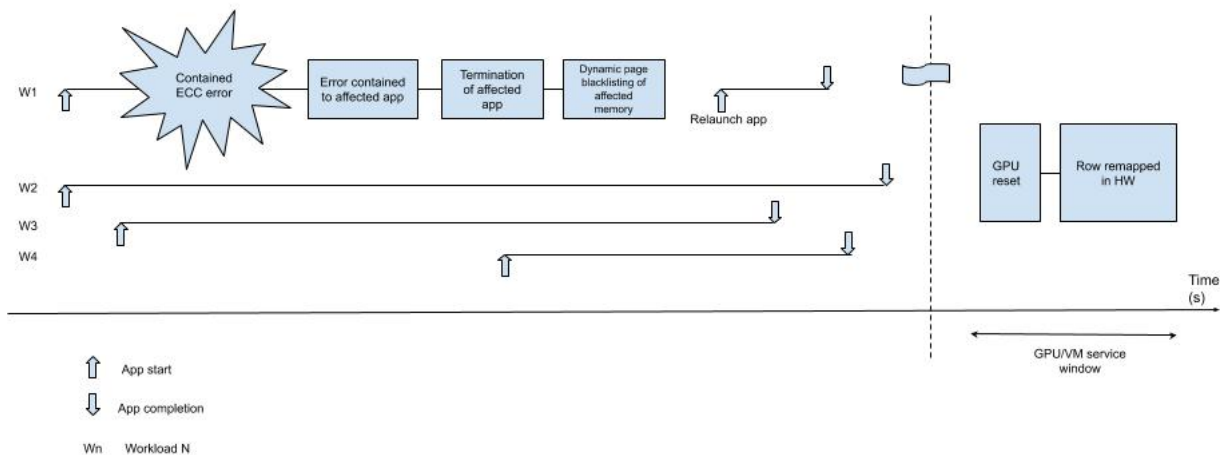 W1
Contained
ECC error
Error contained
to affected app
Termination
of affected
app
Dynamic page
blacklisting of
affected
memory
Relaunch app
GPU
reset
Row remapped
in HW
W2
W3
W4
Time
(s)
GPU/VM service
window
App start
App completion
Wn Workload N